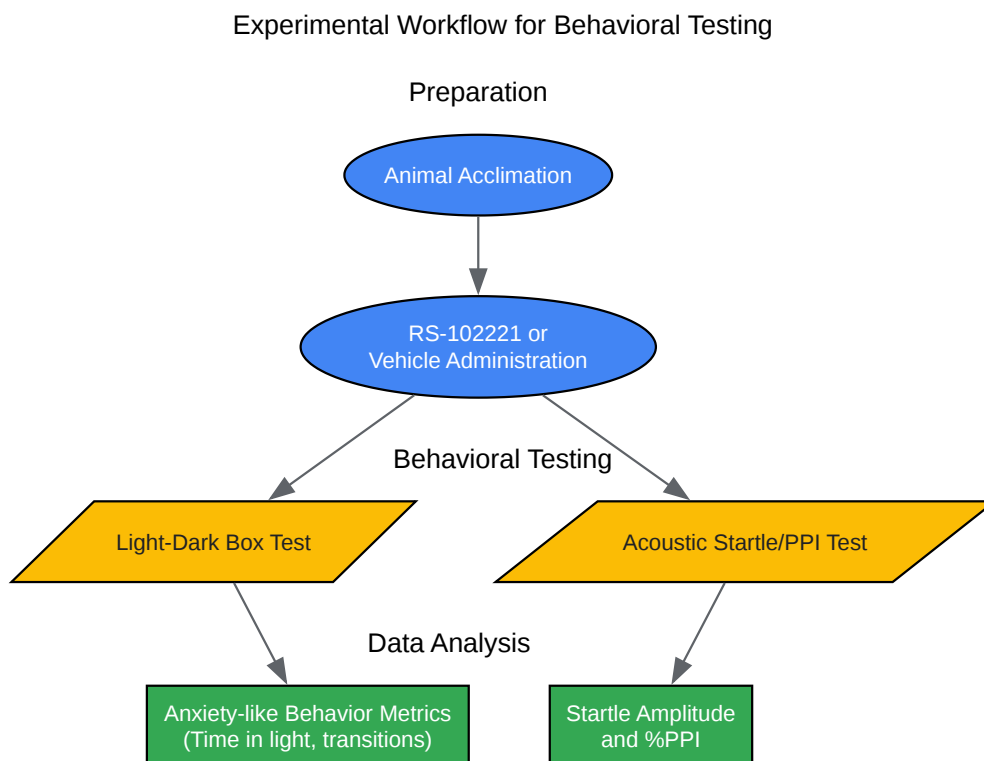 Experimental Workflow for Behavioral Testing
Preparation
Animal Acclimation
RS-102221 or
Vehicle Administration
Behavioral Testing
Light-Dark Box Test
Acoustic Startle/PPI Test
Data Analysis
Anxiety-like Behavior Metrics
(Time in light, transitions)
Startle Amplitude
and %PPI